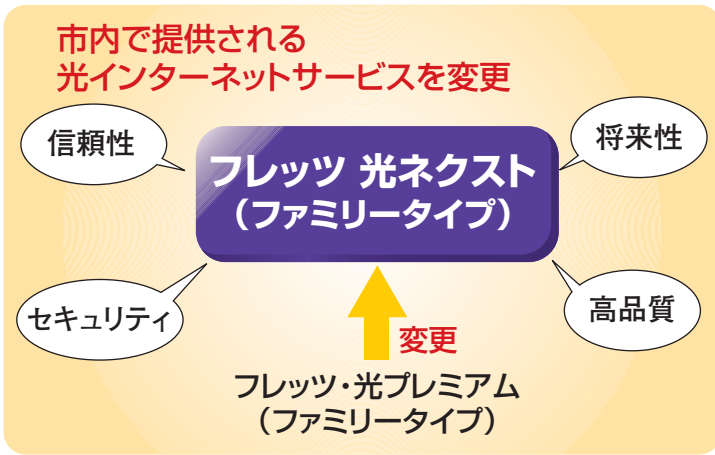 市内で提供される
光インターネットサービスを変更
信頼性
将来性
フレッツ 光ネクスト
（ファミリータイプ）
セキュリティ
高品質
変更
フレッツ・光プレミアム
（ファミリータイプ）